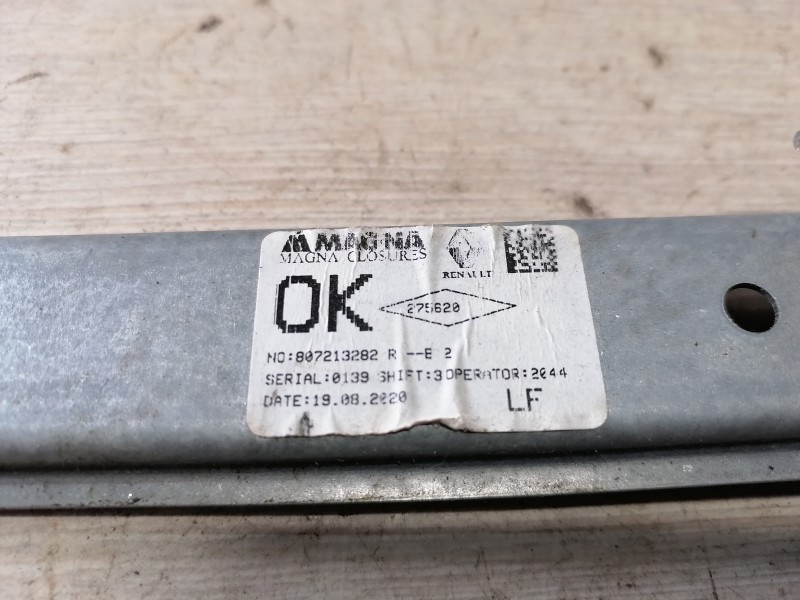 MAGNA
MAGNA CLOSURES
RENAULT
OK
275620
NO:807213282 R --E 2
SERIAL:0139 SHIFT:3 OPERATOR:2044
DATE:19.08.2020
LF